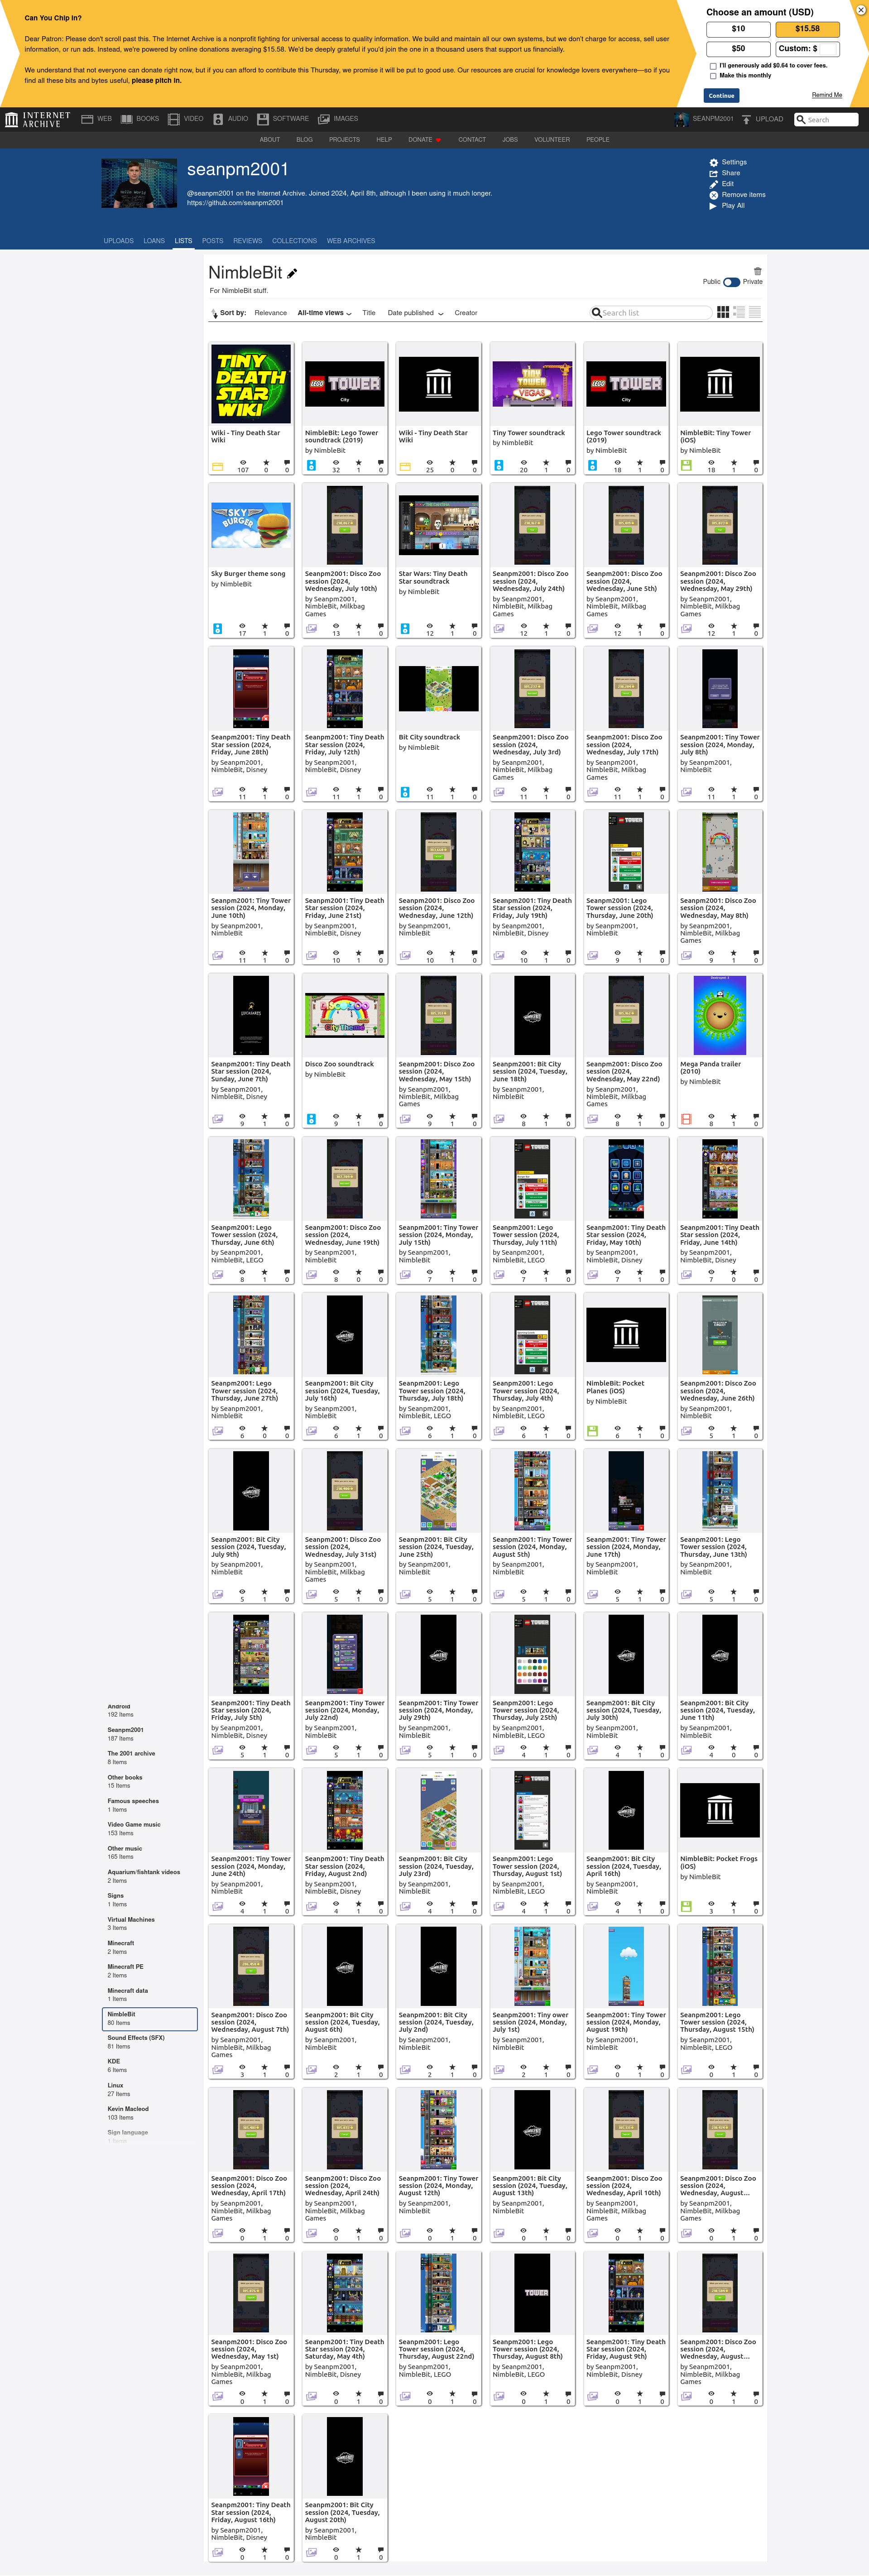 Can You Chip In?
Dear Patron: Please don't scroll past this. The Internet Archive is a nonprofit fighting for universal access to quality information. We build and maintain all our own systems, but we don't charge for access, sell user
information, or run ads. Instead, we're powered by online donations averaging $15.58. We'd be deeply grateful if you'd join the one in a thousand users that support us financially.
We understand that not everyone can donate right now, but if you can afford to contribute this Thursday, we promise it will be put to good use. Our resources are crucial for knowledge lovers everywhere—so if you
find all these bits and bytes useful, please pitch in.
Choose an amount (USD)
$10
$15.58
$50
Custom: $
I'll generously add $0.64 to cover fees.
Make this monthly
Continue
Remind Me
INTERNET
ARCHIVE
WEB
BOOKS
VIDEO
AUDIO
SOFTWARE
IMAGES
SEANPM2001
UPLOAD
Search
ABOUT
BLOG
PROJECTS
HELP
DONATE
CONTACT
JOBS
VOLUNTEER
PEOPLE
seanpm2001
@seanpm2001 on the Internet Archive. Joined 2024, April 8th, although I been using it much longer.
https://github.com/seanpm2001
Settings
Share
Edit
Remove items
Play All
UPLOADS
LOANS
LISTS
POSTS
REVIEWS
COLLECTIONS
WEB ARCHIVES
NimbleBit
For NimbleBit stuff.
Public
Private
Sort by:
Relevance
All-time views
Title
Date published
Creator
Search list
TINY
DEATH
STAR
WIKI
Wiki - Tiny Death Star
Wiki
107
0
0
LEGO TOWER
City
NimbleBit: Lego Tower
soundtrack (2019)
by NimbleBit
32
1
0
Wiki - Tiny Death Star
Wiki
25
0
0
TINY
TOWER
VEGAS
Tiny Tower soundtrack
by NimbleBit
20
1
0
LEGO TOWER
City
Lego Tower soundtrack
(2019)
by NimbleBit
18
1
0
NimbleBit: Tiny Tower
(iOS)
by NimbleBit
18
1
0
SKY
BURGER
Sky Burger theme song
by NimbleBit
17
1
0
Seanpm2001: Disco Zoo
session (2024,
Wednesday, July 10th)
by Seanpm2001,
NimbleBit, Milkbag
Games
13
1
0
Star Wars: Tiny Death
Star soundtrack
by NimbleBit
12
1
0
Seanpm2001: Disco Zoo
session (2024,
Wednesday, July 24th)
by Seanpm2001,
NimbleBit, Milkbag
Games
12
1
0
Seanpm2001: Disco Zoo
session (2024,
Wednesday, June 5th)
by Seanpm2001,
NimbleBit, Milkbag
Games
12
1
0
Seanpm2001: Disco Zoo
session (2024,
Wednesday, May 29th)
by Seanpm2001,
NimbleBit, Milkbag
Games
12
1
0
Seanpm2001: Tiny Death
Star session (2024,
Friday, June 28th)
by Seanpm2001,
NimbleBit, Disney
11
1
0
Seanpm2001: Tiny Death
Star session (2024,
Friday, July 12th)
by Seanpm2001,
NimbleBit, Disney
11
1
0
Bit City soundtrack
by NimbleBit
11
1
0
Seanpm2001: Disco Zoo
session (2024,
Wednesday, July 3rd)
by Seanpm2001,
NimbleBit, Milkbag
Games
11
1
0
Seanpm2001: Disco Zoo
session (2024,
Wednesday, July 17th)
by Seanpm2001,
NimbleBit, Milkbag
Games
11
1
0
Seanpm2001: Tiny Tower
session (2024, Monday,
July 8th)
by Seanpm2001,
NimbleBit
11
1
0
Seanpm2001: Tiny Tower
session (2024, Monday,
June 10th)
by Seanpm2001,
NimbleBit
11
1
0
Seanpm2001: Tiny Death
Star session (2024,
Friday, June 21st)
by Seanpm2001,
NimbleBit, Disney
10
1
0
Seanpm2001: Disco Zoo
session (2024,
Wednesday, June 12th)
by Seanpm2001,
NimbleBit
10
1
0
Seanpm2001: Tiny Death
Star session (2024,
Friday, July 19th)
by Seanpm2001,
NimbleBit, Disney
10
1
0
TOWER
Seanpm2001: Lego
Tower session (2024,
Thursday, June 20th)
by Seanpm2001,
NimbleBit
9
1
0
Seanpm2001: Disco Zoo
session (2024,
Wednesday, May 8th)
by Seanpm2001,
NimbleBit, Milkbag
Games
9
1
0
Seanpm2001: Tiny Death
Star session (2024,
Sunday, June 7th)
by Seanpm2001,
NimbleBit, Disney
9
1
0
DISCO ZOO
City Theme
Disco Zoo soundtrack
by NimbleBit
9
1
0
Seanpm2001: Disco Zoo
session (2024,
Wednesday, May 15th)
by Seanpm2001,
NimbleBit, Milkbag
Games
9
1
0
Seanpm2001: Bit City
session (2024, Tuesday,
June 18th)
by Seanpm2001,
NimbleBit
8
1
0
Seanpm2001: Disco Zoo
session (2024,
Wednesday, May 22nd)
by Seanpm2001,
NimbleBit, Milkbag
Games
8
1
0
Mega Panda trailer
(2010)
by NimbleBit
8
1
0
Seanpm2001: Lego
Tower session (2024,
Thursday, June 6th)
by Seanpm2001,
NimbleBit, LEGO
8
1
0
Seanpm2001: Disco Zoo
session (2024,
Wednesday, June 19th)
by Seanpm2001,
NimbleBit
8
0
0
Seanpm2001: Tiny Tower
session (2024, Monday,
July 15th)
by Seanpm2001,
NimbleBit
7
1
0
TOWER
Seanpm2001: Lego
Tower session (2024,
Thursday, July 11th)
by Seanpm2001,
NimbleBit, LEGO
7
1
0
Seanpm2001: Tiny Death
Star session (2024,
Friday, May 10th)
by Seanpm2001,
NimbleBit, Disney
7
1
0
Seanpm2001: Tiny Death
Star session (2024,
Friday, June 14th)
by Seanpm2001,
NimbleBit, Disney
7
0
0
Seanpm2001: Lego
Tower session (2024,
Thursday, June 27th)
by Seanpm2001,
NimbleBit
6
0
0
Seanpm2001: Bit City
session (2024, Tuesday,
July 16th)
by Seanpm2001,
NimbleBit
6
1
0
Seanpm2001: Lego
Tower session (2024,
Thursday, July 18th)
by Seanpm2001,
NimbleBit, LEGO
6
1
0
TOWER
Seanpm2001: Lego
Tower session (2024,
Thursday, July 4th)
by Seanpm2001,
NimbleBit, LEGO
6
1
0
NimbleBit: Pocket
Planes (iOS)
by NimbleBit
6
1
0
Seanpm2001: Disco Zoo
session (2024,
Wednesday, June 26th)
by Seanpm2001,
NimbleBit
5
1
0
Seanpm2001: Bit City
session (2024, Tuesday,
July 9th)
by Seanpm2001,
NimbleBit
5
1
0
Seanpm2001: Disco Zoo
session (2024,
Wednesday, July 31st)
by Seanpm2001,
NimbleBit, Milkbag
Games
5
1
0
Seanpm2001: Bit City
session (2024, Tuesday,
June 25th)
by Seanpm2001,
NimbleBit
5
1
0
Seanpm2001: Tiny Tower
session (2024, Monday,
August 5th)
by Seanpm2001,
NimbleBit
5
1
0
Seanpm2001: Tiny Tower
session (2024, Monday,
June 17th)
by Seanpm2001,
NimbleBit
5
1
0
Seanpm2001: Lego
Tower session (2024,
Thursday, June 13th)
by Seanpm2001,
NimbleBit
5
1
0
Seanpm2001: Tiny Death
Star session (2024,
Friday, July 5th)
by Seanpm2001,
NimbleBit, Disney
5
1
0
Seanpm2001: Tiny Tower
session (2024, Monday,
July 22nd)
by Seanpm2001,
NimbleBit
5
1
0
Seanpm2001: Tiny Tower
session (2024, Monday,
July 29th)
by Seanpm2001,
NimbleBit
5
1
0
TOWER
Seanpm2001: Lego
Tower session (2024,
Thursday, July 25th)
by Seanpm2001,
NimbleBit, LEGO
4
1
0
Seanpm2001: Bit City
session (2024, Tuesday,
July 30th)
by Seanpm2001,
NimbleBit
4
1
0
Seanpm2001: Bit City
session (2024, Tuesday,
June 11th)
by Seanpm2001,
NimbleBit
4
0
0
Android
192 Items
Seanpm2001
187 Items
The 2001 archive
8 Items
Other books
15 Items
Famous speeches
1 Items
Video Game music
153 Items
Other music
165 Items
Aquarium/fishtank videos
2 Items
Signs
1 Items
Virtual Machines
3 Items
Minecraft
2 Items
Minecraft PE
2 Items
Minecraft data
1 Items
NimbleBit
80 Items
Sound Effects (SFX)
81 Items
KDE
6 Items
Linux
27 Items
Kevin Macleod
103 Items
Sign language
Seanpm2001: Tiny Tower
session (2024, Monday,
June 24th)
by Seanpm2001,
NimbleBit
4
1
0
Seanpm2001: Tiny Death
Star session (2024,
Friday, August 2nd)
by Seanpm2001,
NimbleBit, Disney
4
1
0
Seanpm2001: Bit City
session (2024, Tuesday,
July 23rd)
by Seanpm2001,
NimbleBit
4
1
0
TOWER
Seanpm2001: Lego
Tower session (2024,
Thursday, August 1st)
by Seanpm2001,
NimbleBit, LEGO
4
1
0
Seanpm2001: Bit City
session (2024, Tuesday,
April 16th)
by Seanpm2001,
NimbleBit
4
1
0
NimbleBit: Pocket Frogs
(iOS)
by NimbleBit
3
1
0
Seanpm2001: Disco Zoo
session (2024,
Wednesday, August 7th)
by Seanpm2001,
NimbleBit, Milkbag
Games
3
1
0
Seanpm2001: Bit City
session (2024, Tuesday,
August 6th)
by Seanpm2001,
NimbleBit
2
1
0
Seanpm2001: Bit City
session (2024, Tuesday,
July 2nd)
by Seanpm2001,
NimbleBit
2
1
0
Seanpm2001: Tiny ower
session (2024, Monday,
July 1st)
by Seanpm2001,
NimbleBit
2
1
0
Seanpm2001: Tiny Tower
session (2024, Monday,
August 19th)
by Seanpm2001,
NimbleBit
0
1
0
Seanpm2001: Lego
Tower session (2024,
Thursday, August 15th)
by Seanpm2001,
NimbleBit, LEGO
0
1
0
Seanpm2001: Disco Zoo
session (2024,
Wednesday, April 17th)
by Seanpm2001,
NimbleBit, Milkbag
Games
0
1
0
Seanpm2001: Disco Zoo
session (2024,
Wednesday, April 24th)
by Seanpm2001,
NimbleBit, Milkbag
Games
0
1
0
Seanpm2001: Tiny Tower
session (2024, Monday,
August 12th)
by Seanpm2001,
NimbleBit
0
1
0
Seanpm2001: Bit City
session (2024, Tuesday,
August 13th)
by Seanpm2001,
NimbleBit
0
1
0
Seanpm2001: Disco Zoo
session (2024,
Wednesday, April 10th)
by Seanpm2001,
NimbleBit, Milkbag
Games
0
1
0
Seanpm2001: Disco Zoo
session (2024,
Wednesday, August...
by Seanpm2001,
NimbleBit, Milkbag
Games
0
1
0
Seanpm2001: Disco Zoo
session (2024,
Wednesday, May 1st)
by Seanpm2001,
NimbleBit, Milkbag
Games
0
1
0
Seanpm2001: Tiny Death
Star session (2024,
Saturday, May 4th)
by Seanpm2001,
NimbleBit, Disney
0
1
0
Seanpm2001: Lego
Tower session (2024,
Thursday, August 22nd)
by Seanpm2001,
NimbleBit, LEGO
0
1
0
TOWER
Seanpm2001: Lego
Tower session (2024,
Thursday, August 8th)
by Seanpm2001,
NimbleBit, LEGO
0
1
0
Seanpm2001: Tiny Death
Star session (2024,
Friday, August 9th)
by Seanpm2001,
NimbleBit, Disney
0
1
0
Seanpm2001: Disco Zoo
session (2024,
Wednesday, August...
by Seanpm2001,
NimbleBit, Milkbag
Games
0
1
0
Seanpm2001: Tiny Death
Star session (2024,
Friday, August 16th)
by Seanpm2001,
NimbleBit, Disney
0
1
0
Seanpm2001: Bit City
session (2024, Tuesday,
August 20th)
by Seanpm2001,
NimbleBit
0
1
0